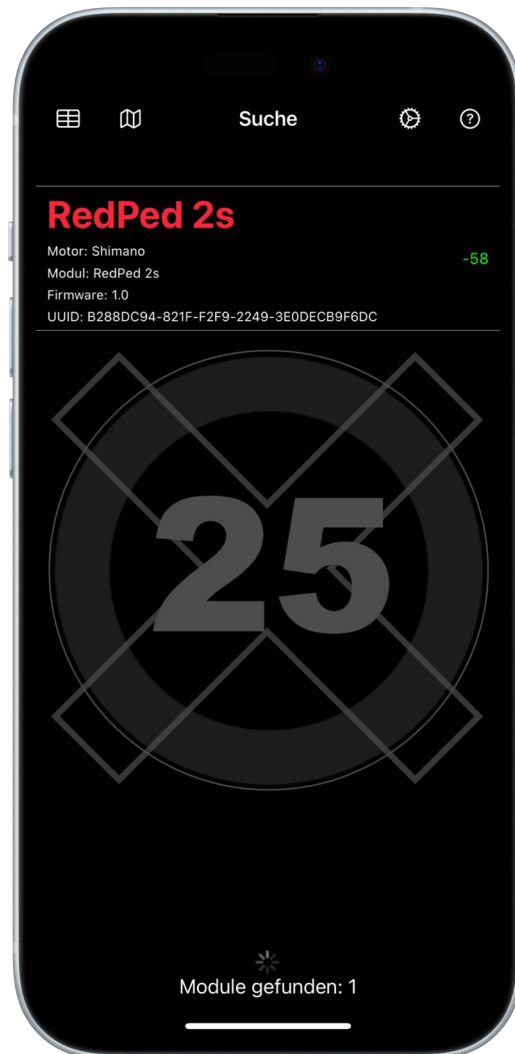 Suche
RedPed 2s
Motor: Shimano
Modul: RedPed 2s
-58
Firmware: 1.0
UUID: B288DC94-821F-F2F9-2249-3E0DECB9F6DC
25
Module gefunden: 1